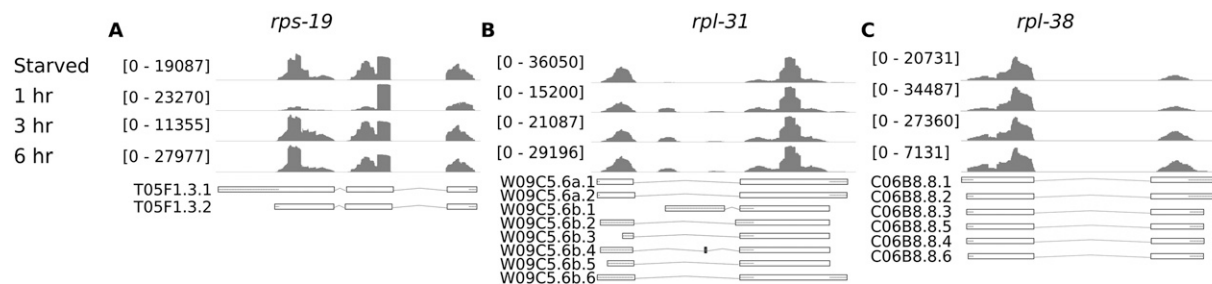 A rps-19 B rpl-31 C rpl-38
Starved [0 - 19087] [0 - 36050] [0 - 20731]
1 hr [0 - 23270] [0 - 15200] [0 - 34487]
3 hr [0 - 11355] [0 - 21087] [0 - 27360]
6 hr [0 - 27977] [0 - 29196] [0 - 7131]
T05F1.3.1
T05F1.3.2
W09C5.6a.1
W09C5.6a.2
W09C5.6b.1
W09C5.6b.2
W09C5.6b.3
W09C5.6b.4
W09C5.6b.5
W09C5.6b.6
C06B8.8.1
C06B8.8.2
C06B8.8.3
C06B8.8.5
C06B8.8.4
C06B8.8.6